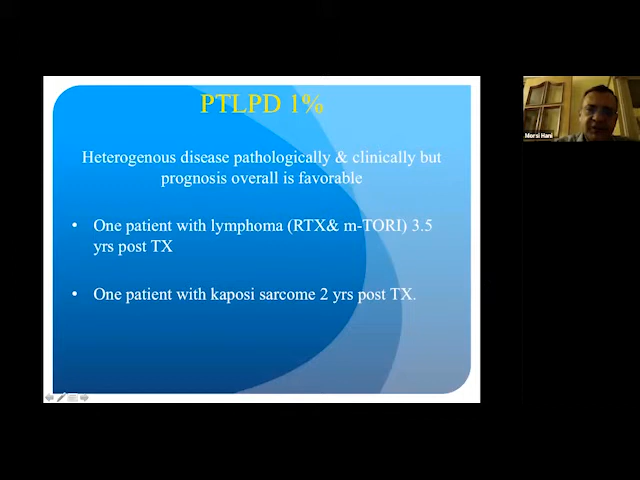 PTLPD 1%
Heterogenous disease pathologically & clinically but
prognosis overall is favorable
• One patient with lymphoma (RTX& m-TORI) 3.5
yrs post TX
• One patient with kaposi sarcome 2 yrs post TX.
Morsi Hani